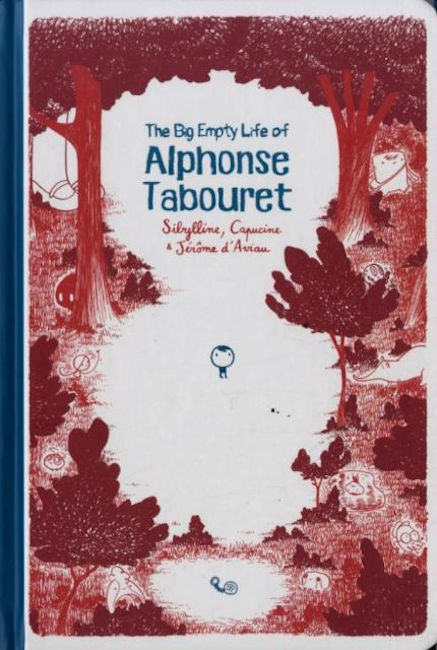 The Big Empty Life of
Alphonse
Tabouret
Sibylline, Capucine
& Jérôme d'Aviau